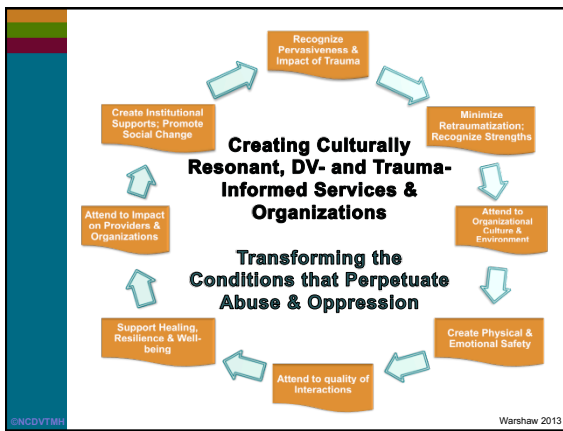 Recognize
Pervasiveness &
Impact of Trauma
Minimize
Retraumatization;
Recognize Strengths
Attend to
Organizational
Culture &
Environment
Create Physical &
Emotional Safety
Attend to quality of
Interactions
Support Healing,
Resilience & Well-
being
Attend to Impact
on Providers &
Organizations
Create Institutional
Supports; Promote
Social Change
Creating Culturally
Resonant, DV- and Trauma-
Informed Services &
Organizations
Transforming the
Conditions that Perpetuate
Abuse & Oppression
©NCDVTMH
Warshaw 2013